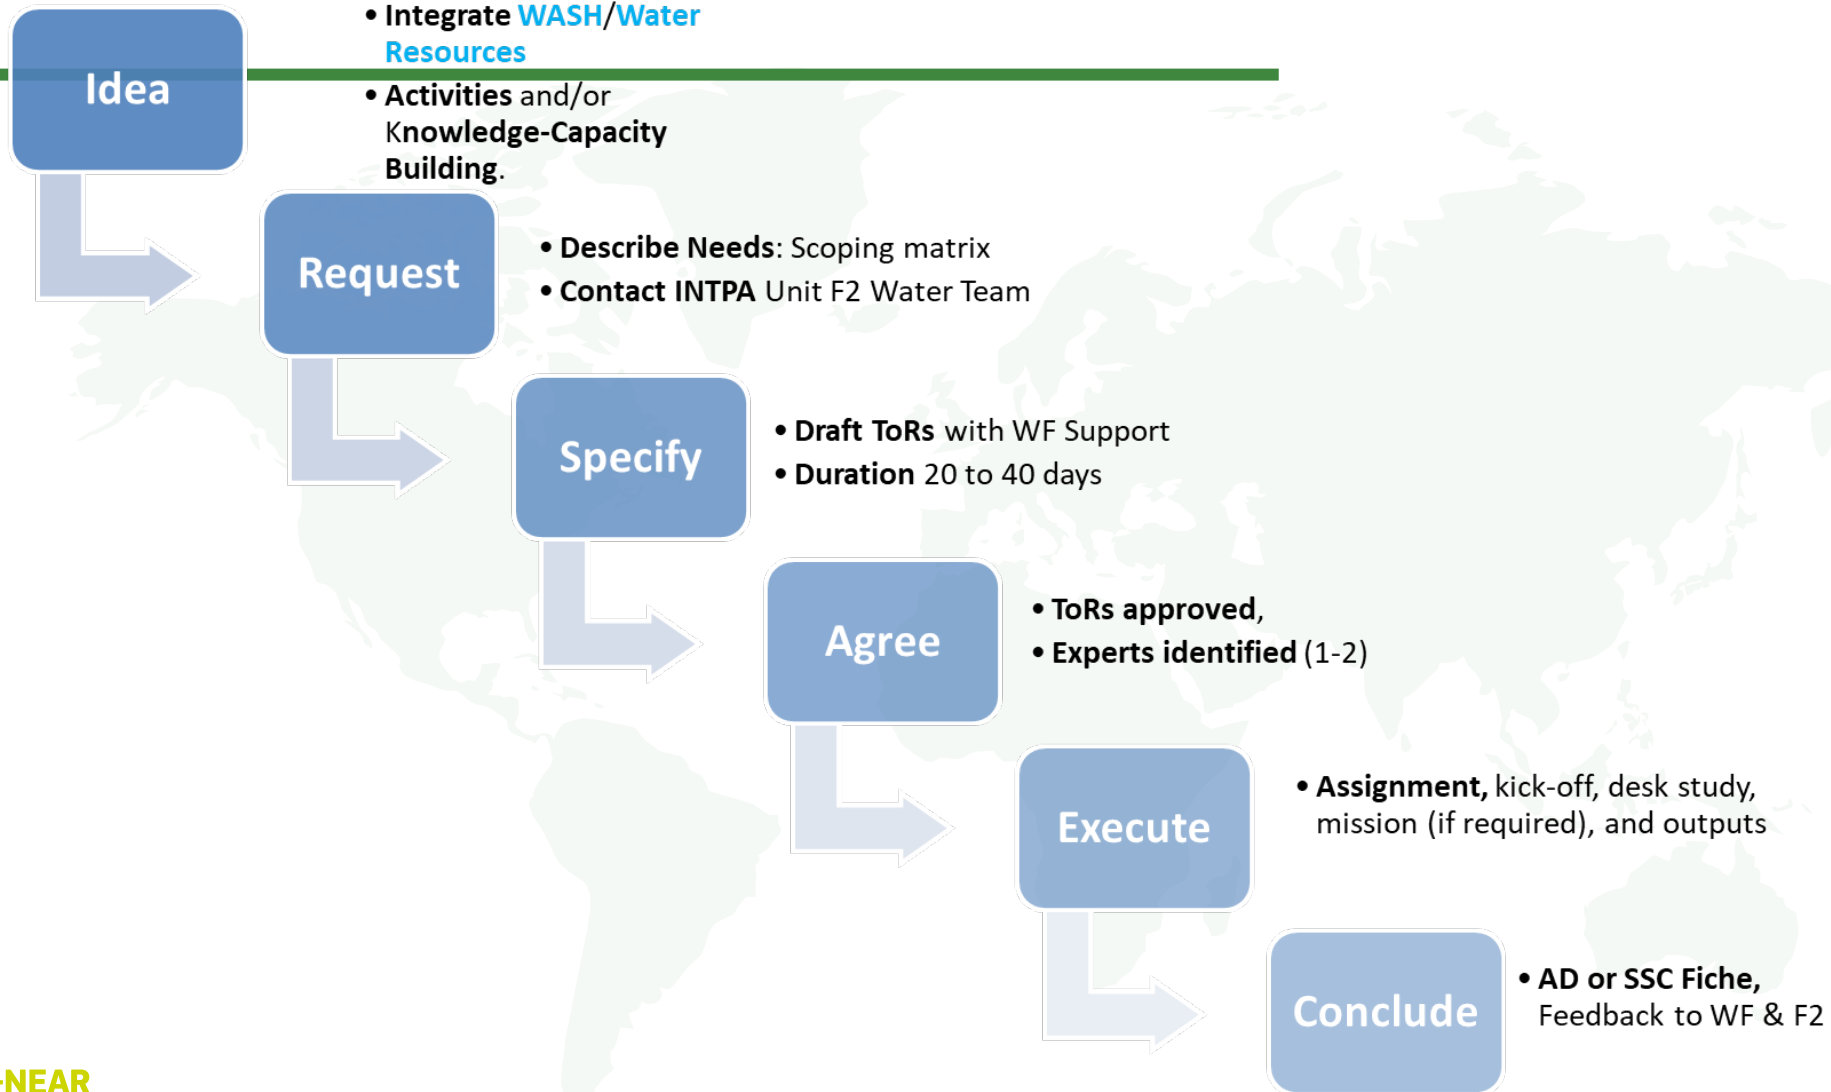 Idea
• Integrate WASH/Water
Resources
• Activities and/or
Knowledge-Capacity
Building.
Request
• Describe Needs: Scoping matrix
• Contact INTPA Unit F2 Water Team
Specify
• Draft ToRs with WF Support
• Duration 20 to 40 days
Agree
• ToRs approved,
• Experts identified (1-2)
Execute
• Assignment, kick-off, desk study,
mission (if required), and outputs
Conclude
• AD or SSC Fiche,
Feedback to WF & F2
-NEAR